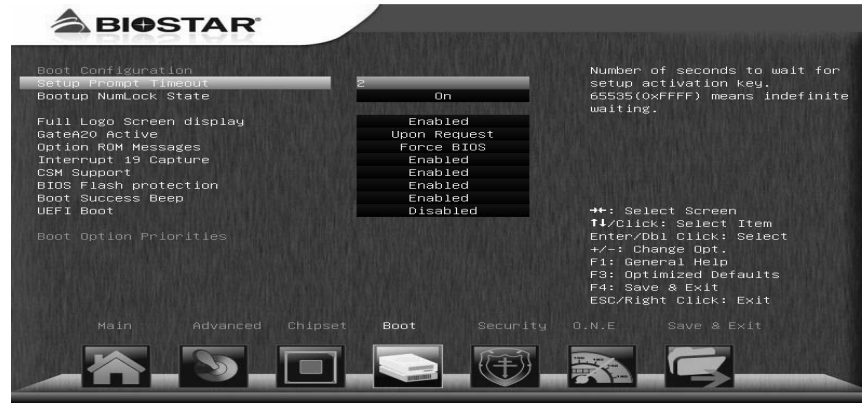 BIOSTAR®
Boot Configuration
Setup Prompt Timeout 2
Bootup NumLock State On
Full Logo Screen display Enabled
GateA20 Active Upon Request
Option ROM Messages Force BIOS
Interrupt 19 Capture Enabled
CSM Support Enabled
BIOS Flash protection Enabled
Boot Success Beep Enabled
UEFI Boot Disabled
Boot Option Priorities
Number of seconds to wait for
setup activation key.
65535(0xFFFF) means indefinite
waiting.
→←: Select Screen
↑↓/Click: Select Item
Enter/Dbl Click: Select
+/-: Change Opt.
F1: General Help
F3: Optimized Defaults
F4: Save & Exit
ESC/Right Click: Exit
Main Advanced Chipset Boot Security O.N.E Save & Exit